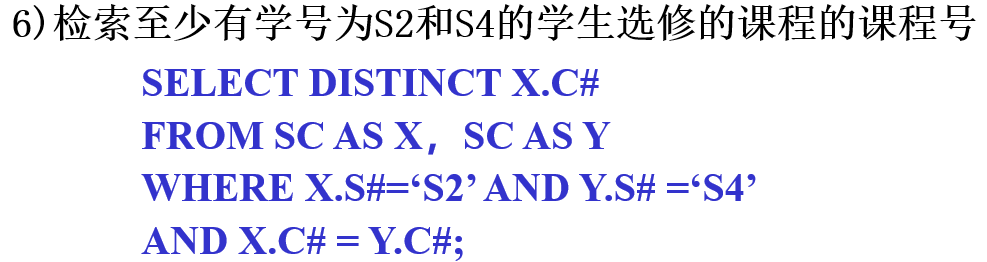 6)检索至少有学号为S2和S4的学生选修的课程的课程号
SELECT DISTINCT X.C#
FROM SC AS X，SC AS Y
WHERE X.S#=‘S2’ AND Y.S# =‘S4’
AND X.C# = Y.C#;